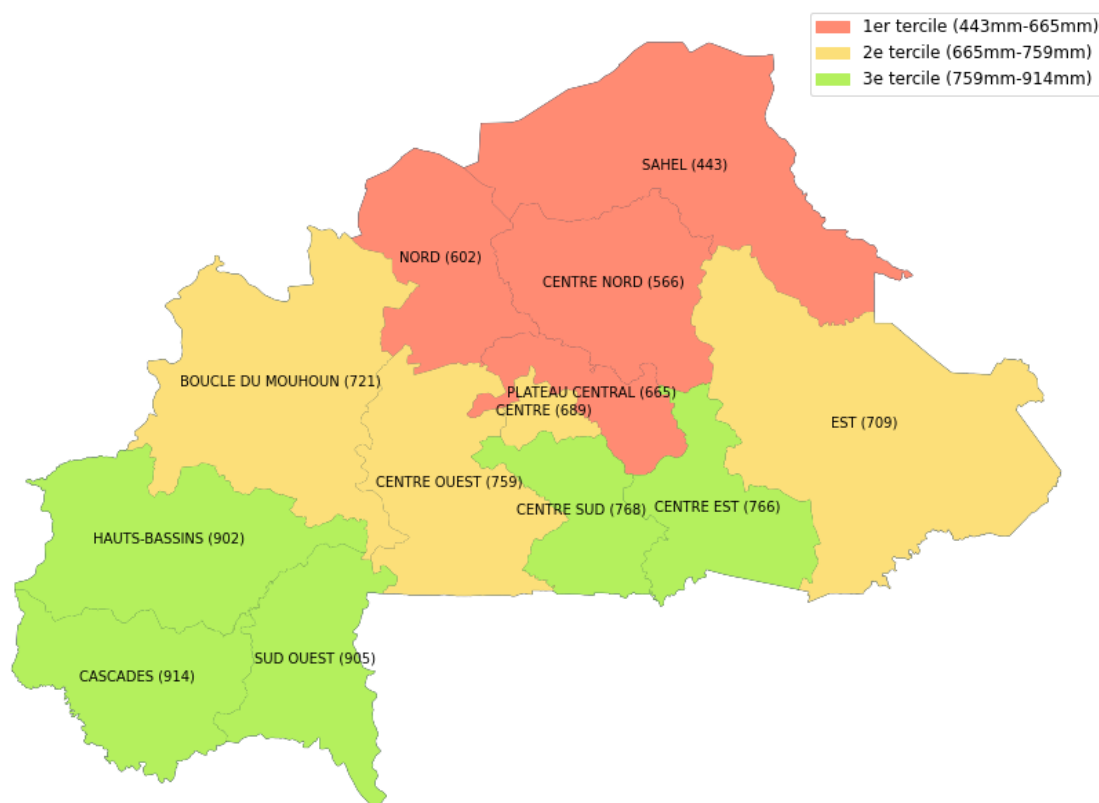 1er tercile (443mm-665mm)
2e tercile (665mm-759mm)
3e tercile (759mm-914mm)
SAHEL (443)
NORD (602)
CENTRE NORD (566)
BOUCLE DU MOUHOUN (721)
PLATEAU CENTRAL (665)
CENTRE (689)
EST (709)
CENTRE OUEST (759)
CENTRE SUD (768)
CENTRE EST (766)
HAUTS-BASSINS (902)
SUD OUEST (905)
CASCADES (914)